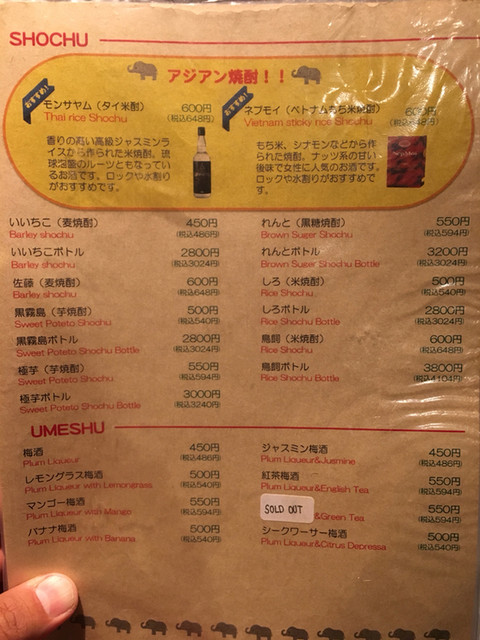 SHOCHU
アジアン焼酎！！
おすすめ！
モンサヤム（タイ米酎） 600円
Thai rice Shochu (税込648円)
香りの高い高級ジャスミンラ
イスから作られた米焼酎。琉
球泡盛のルーツともなってい
るお酒です。ロックや水割り
がおすすめです。
おすすめ！
ネプモイ（ベトナムもち米焼酎） 600円
Vietnam sticky rice Shochu (税込648円)
もち米、シナモンなどから作
られた焼酎。ナッツ系の甘い
後味で女性に人気のお酒です。
ロックや水割りがおすすめで
す。
いいちこ（麦焼酎） 450円
Barley shochu (税込486円)
いいちこボトル 2800円
Barley shochu (税込3024円)
佐藤（麦焼酎） 600円
Barley shochu (税込648円)
黒霧島（芋焼酎） 500円
Sweet Poteto Shochu (税込540円)
黒霧島ボトル 2800円
Sweet Poteto Shochu Bottle (税込3024円)
極芋（芋焼酎） 550円
Sweet Poteto Shochu (税込594円)
極芋ボトル 3000円
Sweet Poteto Shochu Bottle (税込3240円)
れんと（黒糖焼酎） 550円
Brown Suger Shochu (税込594円)
れんとボトル 3200円
Brown Suger Shochu Bottle (税込3024円)
しろ（米焼酎） 500円
Rice Shochu (税込540円)
しろボトル 2800円
Rice Shochu Bottle (税込3024円)
鳥飼（米焼酎） 600円
Rice Shochu (税込648円)
鳥飼ボトル 3800円
Rice Shochu Bottle (税込4104円)
UMESHU
梅酒 450円
Plum Liqueur (税込486円)
レモングラス梅酒 500円
Plum Liqueur with Lemongrass (税込540円)
マンゴー梅酒 550円
Plum Liqueur with Mango (税込594円)
バナナ梅酒 500円
Plum Liqueur with Banana (税込540円)
ジャスミン梅酒 450円
Plum Liqueur&Jusmine (税込486円)
紅茶梅酒 550円
Plum Liqueur&English Tea (税込594円)
SOLD OUT 550円
&Green Tea (税込594円)
シークワーサー梅酒 500円
Plum Liqueur&Citrus Depressa (税込540円)